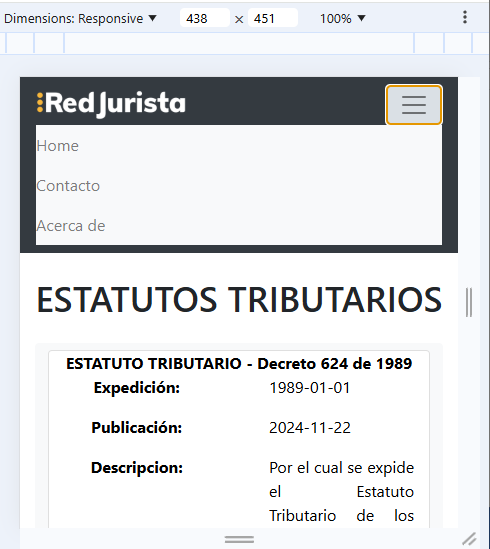 Dimensions: Responsive 438 × 451 100%
RedJurista
Home
Contacto
Acerca de
ESTATUTOS TRIBUTARIOS
ESTATUTO TRIBUTARIO - Decreto 624 de 1989
Expedición: 1989-01-01
Publicación: 2024-11-22
Descripcion: Por el cual se expide
el Estatuto
Tributario de los